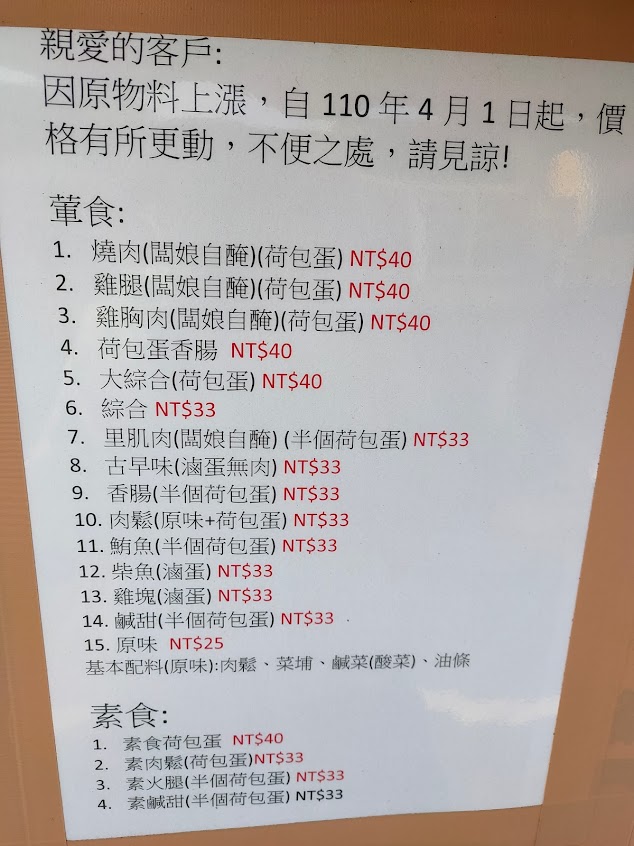 親愛的客戶:
因原物料上漲，自 110 年 4 月 1 日起，價
格有所更動，不便之處，請見諒!
葷食:
1. 燒肉(闆娘自醃)(荷包蛋) NT$40
2. 雞腿(闆娘自醃)(荷包蛋) NT$40
3. 雞胸肉(闆娘自醃)(荷包蛋) NT$40
4. 荷包蛋香腸 NT$40
5. 大綜合(荷包蛋) NT$40
6. 綜合 NT$33
7. 里肌肉(闆娘自醃) (半個荷包蛋) NT$33
8. 古早味(滷蛋無肉) NT$33
9. 香腸(半個荷包蛋) NT$33
10. 肉鬆(原味+荷包蛋) NT$33
11. 鮪魚(半個荷包蛋) NT$33
12. 柴魚(滷蛋) NT$33
13. 雞塊(滷蛋) NT$33
14. 鹹甜(半個荷包蛋) NT$33
15. 原味 NT$25
基本配料(原味):肉鬆、菜埔、鹹菜(酸菜)、油條
素食:
1. 素食荷包蛋 NT$40
2. 素肉鬆(荷包蛋)NT$33
3. 素火腿(半個荷包蛋) NT$33
4. 素鹹甜(半個荷包蛋) NT$33